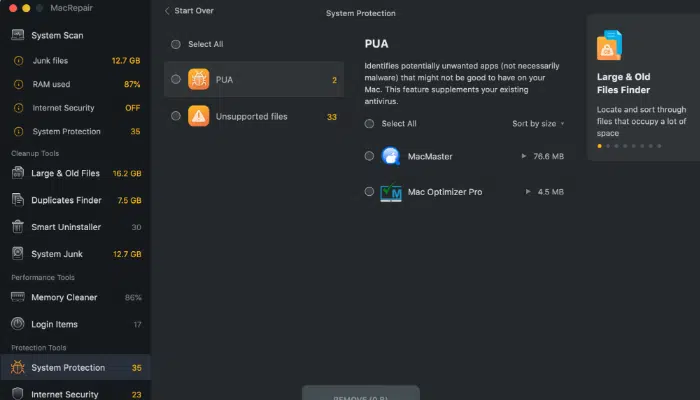 MacRepair
System Scan
Junk files 12.7 GB
RAM used 87%
Internet Security OFF
System Protection 35
Cleanup Tools
Large & Old Files 16.2 GB
Duplicates Finder 7.5 GB
Smart Uninstaller 30
System Junk 12.7 GB
Performance Tools
Memory Cleaner 86%
Login Items 17
Protection Tools
System Protection 35
Internet Security 23
Start Over
System Protection
Select All
PUA 2
Unsupported files 33
PUA
Identifies potentially unwanted apps (not necessarily
malware) that might not be good to have on your
Mac. This feature supplements your existing
antivirus.
Select All Sort by size
MacMaster 76.6 MB
Mac Optimizer Pro 4.5 MB
Large & Old
Files Finder
Locate and sort through
files that occupy a lot of
space
REMOVE (0 B)